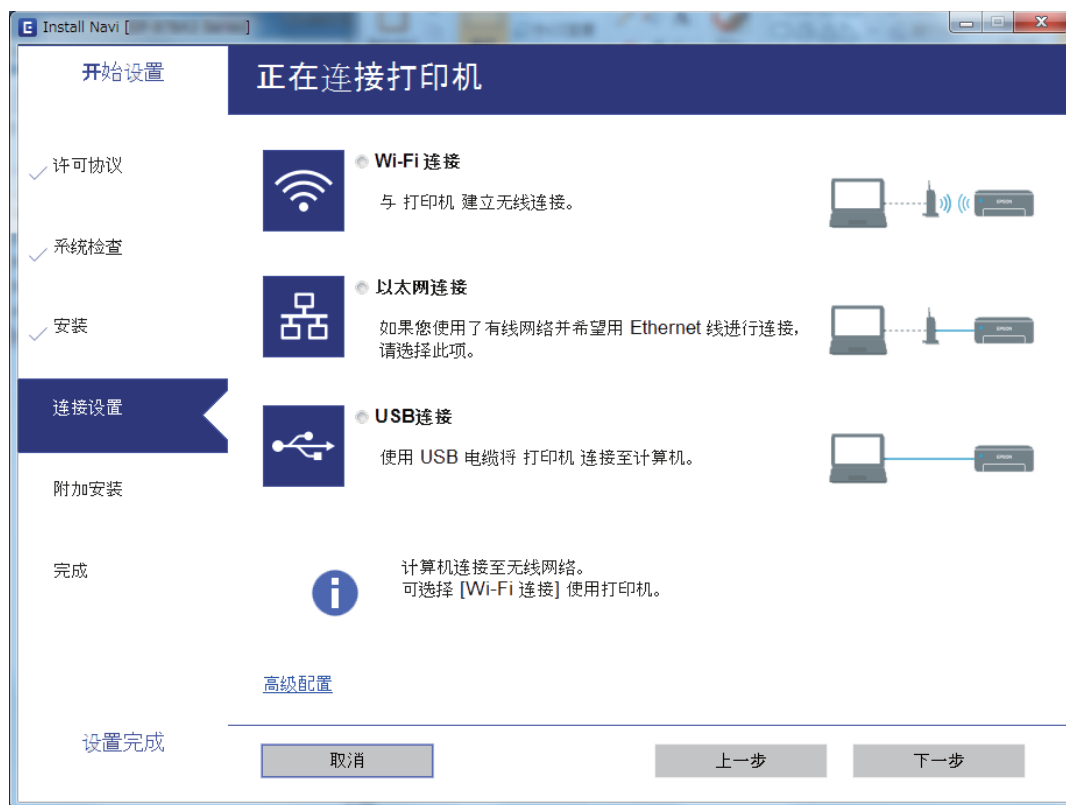 Install Navi [
]
开始设置
正在连接打印机
许可协议
系统检查
安装
连接设置
附加安装
完成
设置完成
Wi-Fi 连接
与 打印机 建立无线连接。
EPSON
以太网连接
如果您使用了有线网络并希望用 Ethernet 线进行连接,
请选择此项。
EPSON
USB连接
使用 USB 电缆将 打印机 连接至计算机。
EPSON
计算机连接至无线网络。
可选择 [Wi-Fi 连接] 使用打印机。
高级配置
取消
上一步
下一步